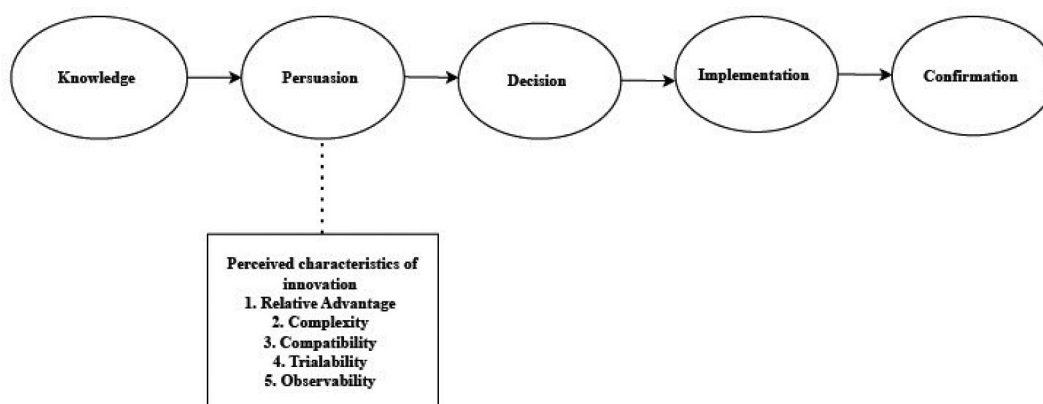 Knowledge
Persuasion
Decision
Implementation
Confirmation
Perceived characteristics of
innovation
1. Relative Advantage
2. Complexity
3. Compatibility
4. Trialability
5. Observability